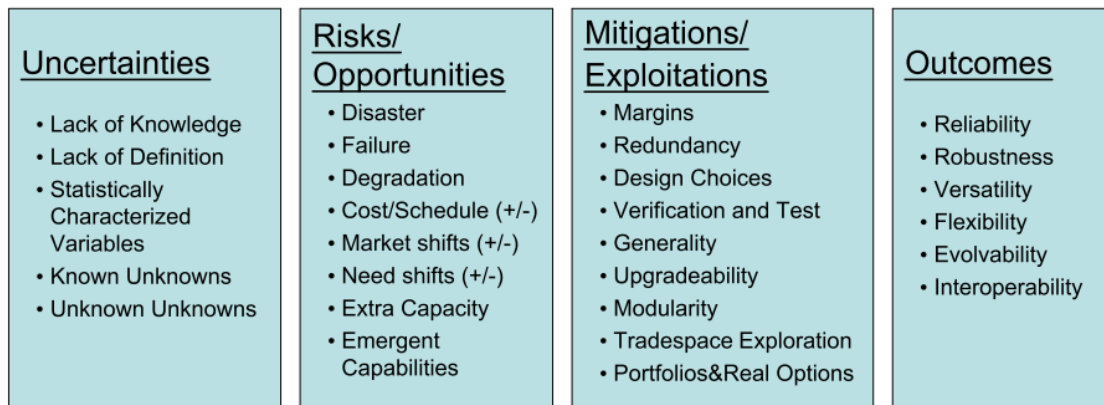 Uncertainties
• Lack of Knowledge
• Lack of Definition
• Statistically
Characterized
Variables
• Known Unknowns
• Unknown Unknowns
Risks/
Opportunities
• Disaster
• Failure
• Degradation
• Cost/Schedule (+/-)
• Market shifts (+/-)
• Need shifts (+/-)
• Extra Capacity
• Emergent
Capabilities
Mitigations/
Exploitations
• Margins
• Redundancy
• Design Choices
• Verification and Test
• Generality
• Upgradeability
• Modularity
• Tradespace Exploration
• Portfolios&Real Options
Outcomes
• Reliability
• Robustness
• Versatility
• Flexibility
• Evolvability
• Interoperability